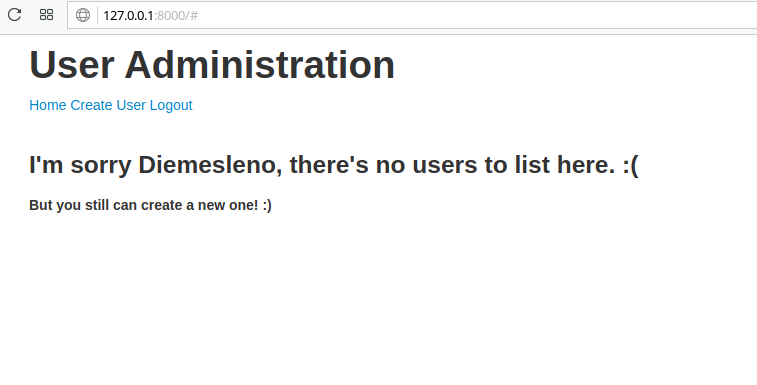 127.0.0.1:8000/#
User Administration
Home Create User Logout
I'm sorry Diemesleno, there's no users to list here. :(
But you still can create a new one! :)